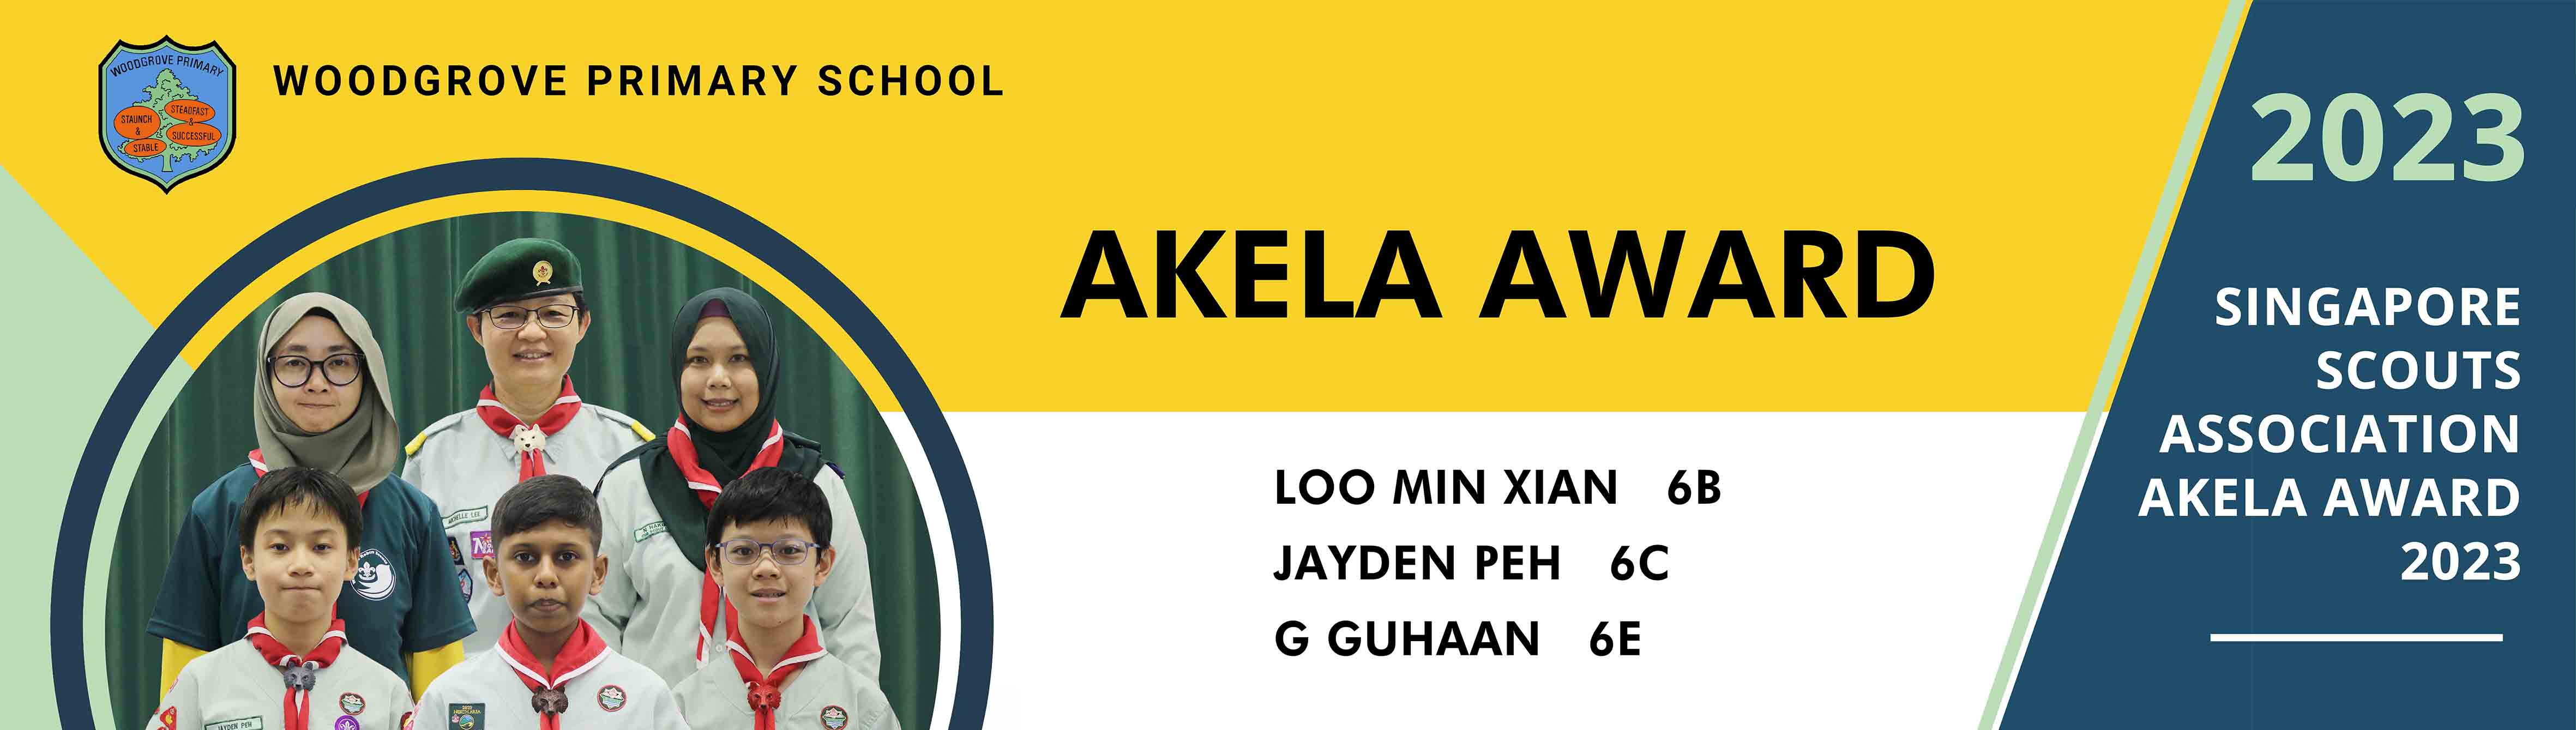 WOODGROVE PRIMARY
STEADFAST
&
SUCCESSFUL
STAUNCH
&
STABLE
WOODGROVE PRIMARY SCHOOL
AKELA AWARD
LOO MIN XIAN 6B
JAYDEN PEH 6C
G GUHAAN 6E
2023
SINGAPORE
SCOUTS
ASSOCIATION
AKELA AWARD
2023
JAYDEN PEH